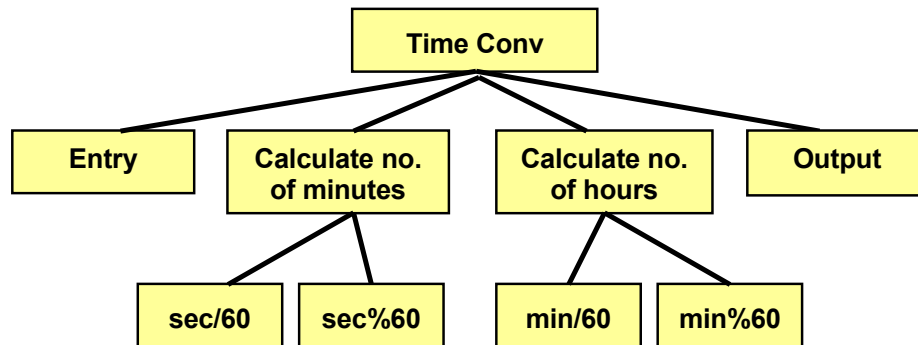 Time Conv
Entry
Calculate no.
of minutes
Calculate no.
of hours
Output
sec/60
sec%60
min/60
min%60